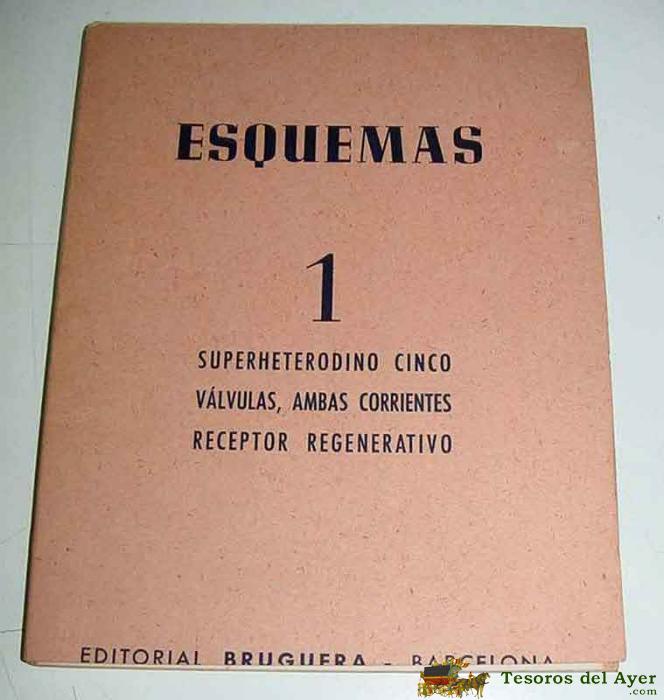 ESQUEMAS
1
SUPERHETERODINO CINCO
VÁLVULAS, AMBAS CORRIENTES
RECEPTOR REGENERATIVO
EDITORIAL BRUGUERA - BARCELONA
Tesoros del Ayer
.com